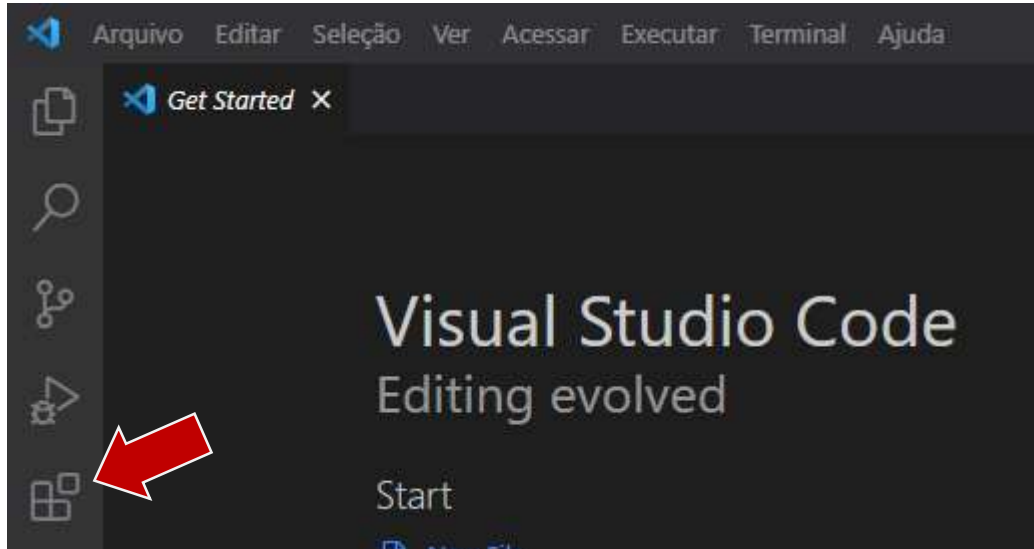 Arquivo Editar Seleção Ver Acessar Executar Terminal Ajuda
Get Started
Visual Studio Code
Editing evolved
Start